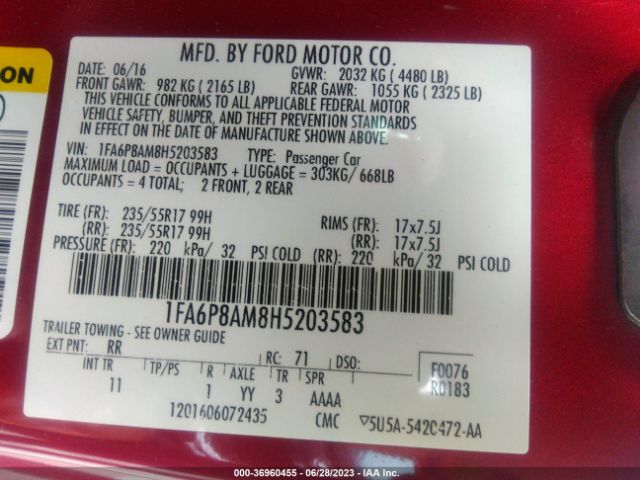 ON
MFD. BY FORD MOTOR CO.
DATE: 06/16 GVWR: 2032 KG ( 4480 LB)
FRONT GAWR: 982 KG ( 2165 LB) REAR GAWR: 1055 KG ( 2325 LB)
THIS VEHICLE CONFORMS TO ALL APPLICABLE FEDERAL MOTOR
VEHICLE SAFETY, BUMPER, AND THEFT PREVENTION STANDARDS
IN EFFECT ON THE DATE OF MANUFACTURE SHOWN ABOVE.
VIN: 1FA6P8AM8H5203583 TYPE: Passenger Car
MAXIMUM LOAD = OCCUPANTS + LUGGAGE = 303KG/ 668LB
OCCUPANTS = 4 TOTAL; 2 FRONT, 2 REAR
TIRE (FR): 235/55R17 99H RIMS (FR): 17x7.5J
(RR): 235/55R17 99H (RR): 17x7.5J
PRESSURE (FR): 220 kPa/ 32 PSI COLD (RR): 220 kPa/ 32 PSI COLD
1FA6P8AM8H5203583
TRAILER TOWING - SEE OWNER GUIDE
EXT PNT: RR RC: 71 DSO: F0076
INT TR TP/PS R AXLE TR SPR R0183
11 1 YY 3 AAAA
1201606072435 CMC ▽5U5A-5420472-AA
000-36960455 - 06/28/2023 - IAA Inc.